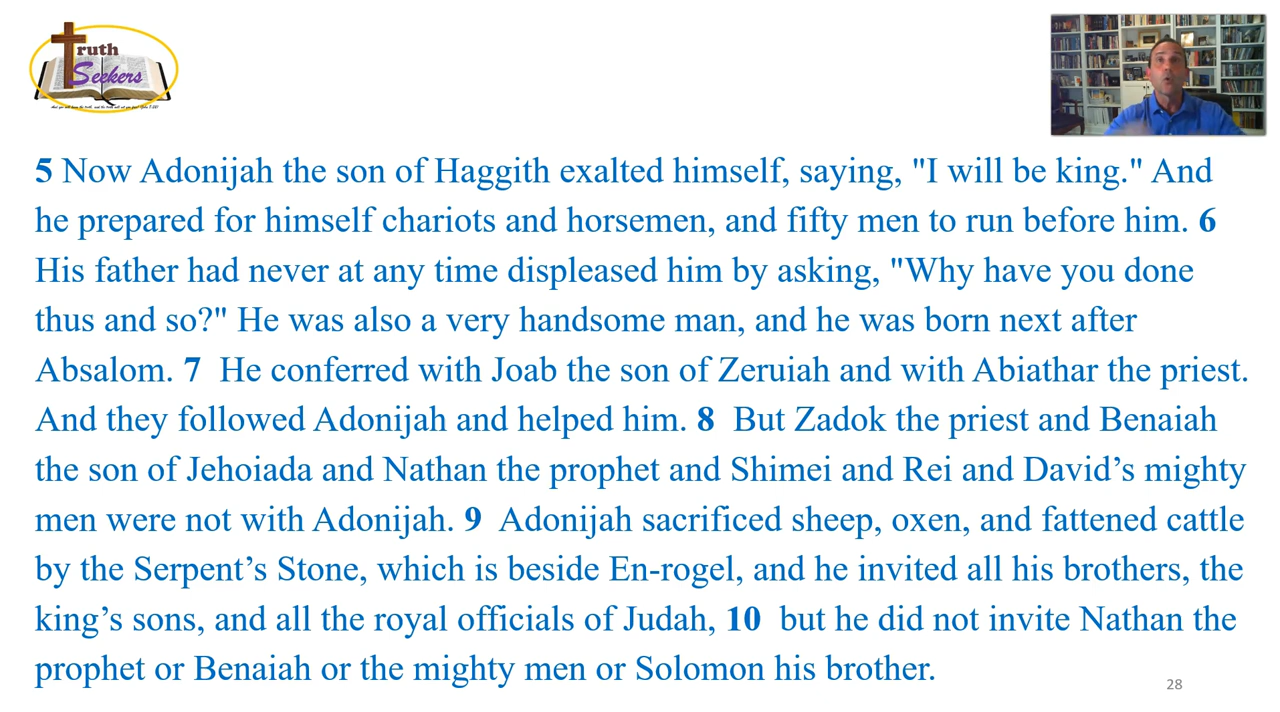 Truth
Seekers
5 Now Adonijah the son of Haggith exalted himself, saying, "I will be king." And
he prepared for himself chariots and horsemen, and fifty men to run before him. 6
His father had never at any time displeased him by asking, "Why have you done
thus and so?" He was also a very handsome man, and he was born next after
Absalom. 7 He conferred with Joab the son of Zeruiah and with Abiathar the priest.
And they followed Adonijah and helped him. 8 But Zadok the priest and Benaiah
the son of Jehoiada and Nathan the prophet and Shimei and Rei and David’s mighty
men were not with Adonijah. 9 Adonijah sacrificed sheep, oxen, and fattened cattle
by the Serpent’s Stone, which is beside En-rogel, and he invited all his brothers, the
king’s sons, and all the royal officials of Judah, 10 but he did not invite Nathan the
prophet or Benaiah or the mighty men or Solomon his brother.
28